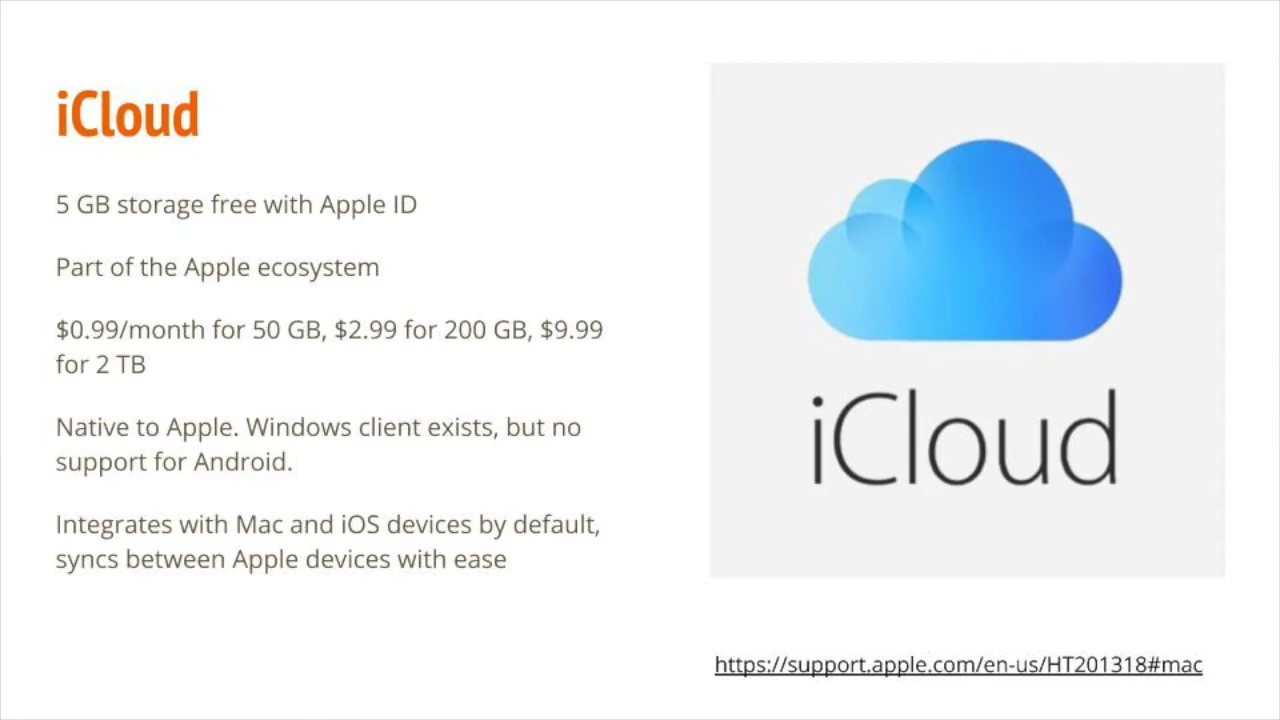 iCloud
5 GB storage free with Apple ID
Part of the Apple ecosystem
$0.99/month for 50 GB, $2.99 for 200 GB, $9.99
for 2 TB
Native to Apple. Windows client exists, but no
support for Android.
Integrates with Mac and iOS devices by default,
syncs between Apple devices with ease
iCloud
https://support.apple.com/en-us/HT201318#mac